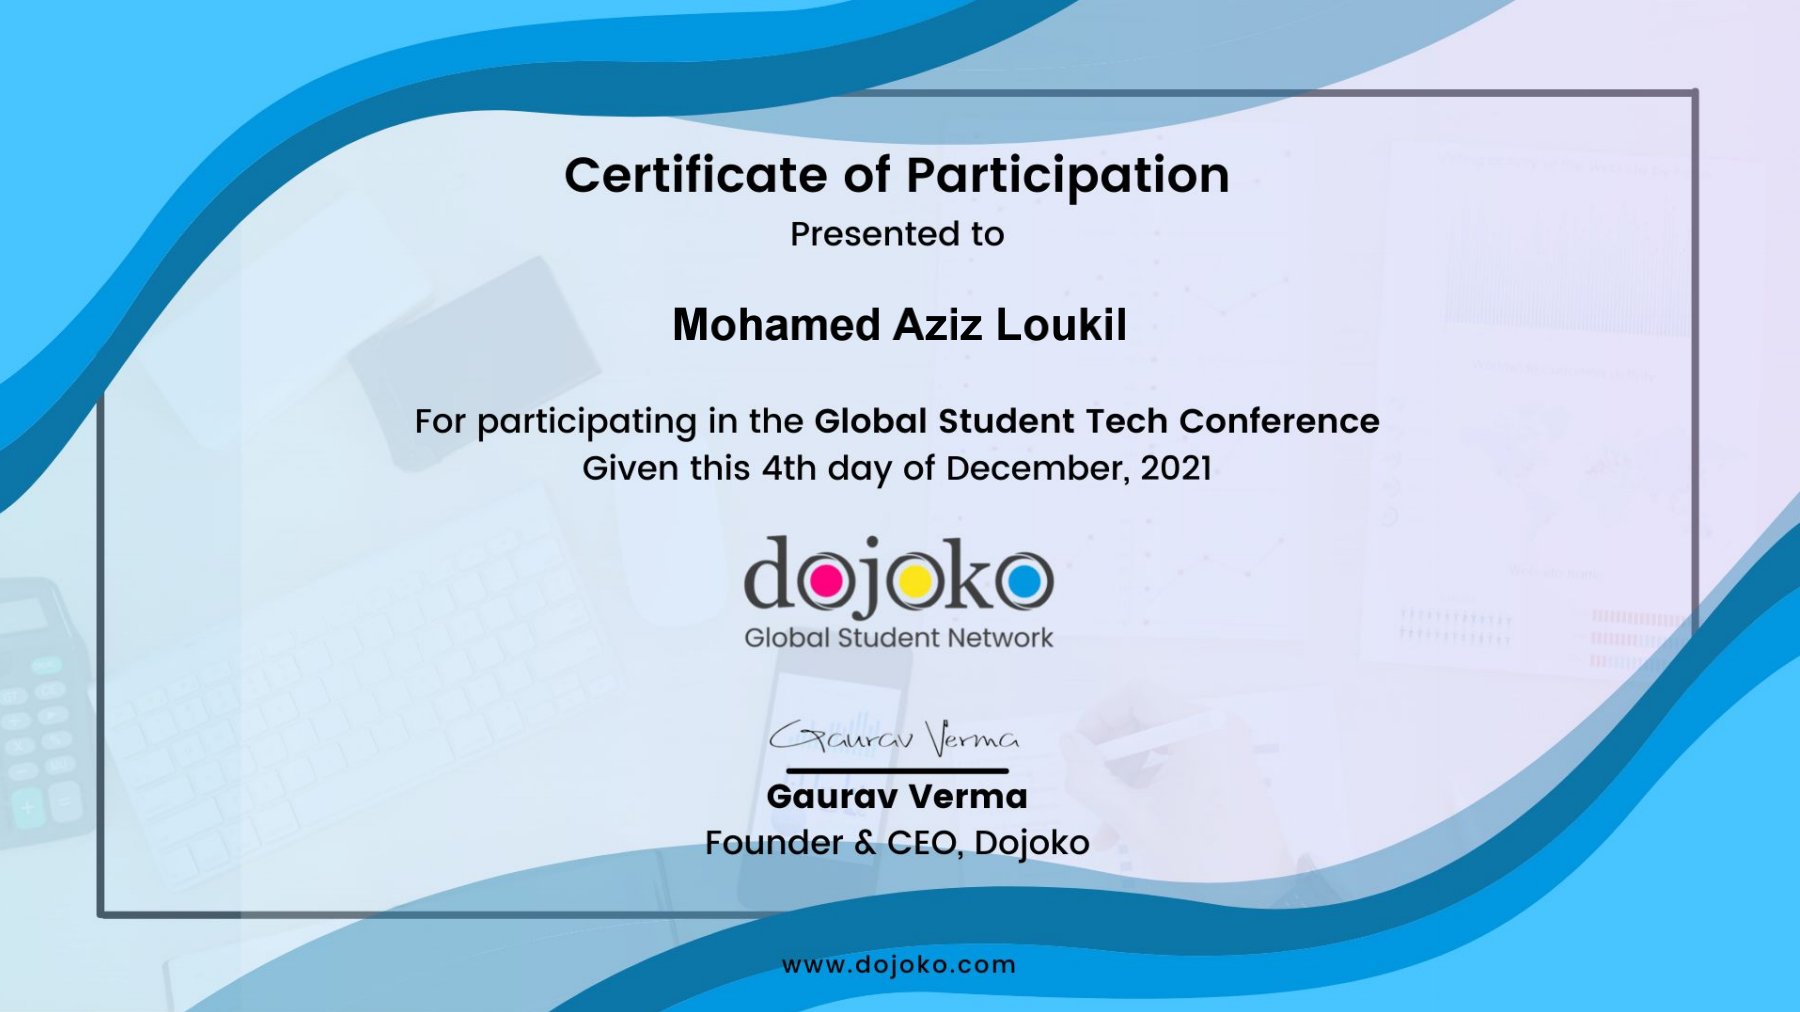 Certificate of Participation
Presented to
Mohamed Aziz Loukil
For participating in the Global Student Tech Conference
Given this 4th day of December, 2021
dojoko
Global Student Network
Gaurav Verma
Gaurav Verma
Founder & CEO, Dojoko
www.dojoko.com